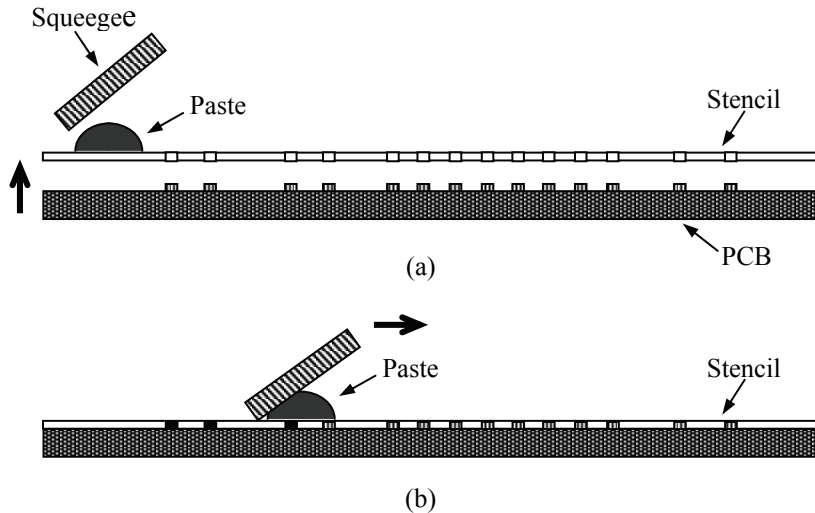 Squeegee
Paste
Stencil
PCB
(a)
Paste
Stencil
(b)